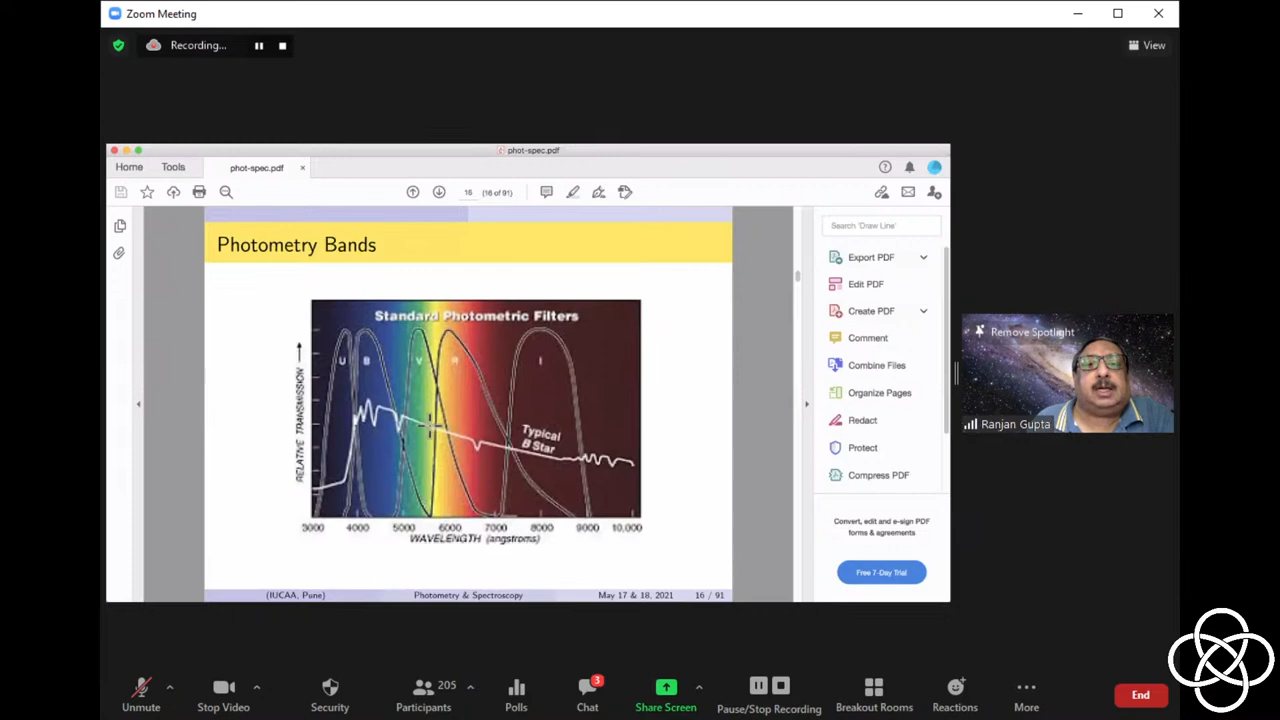 Zoom Meeting
Recording...
View
phot-spec.pdf
Home Tools phot-spec.pdf ×
16 (16 of 91)
Photometry Bands
Standard Photometric Filters
U B V R I
RELATIVE TRANSMISSION
Typical
B Star
3000 4000 5000 6000 7000 8000 9000 10,000
WAVELENGTH (angstroms)
(IUCAA, Pune) Photometry & Spectroscopy May 17 & 18, 2021 16 / 91
Search 'Draw Line'
Export PDF
Edit PDF
Create PDF
Comment
Combine Files
Organize Pages
Redact
Protect
Compress PDF
Convert, edit and e-sign PDF
forms & agreements
Free 7-Day Trial
Remove Spotlight
Ranjan Gupta
3
205
Unmute Stop Video Security Participants Polls Chat Share Screen Pause/Stop Recording Breakout Rooms Reactions More
End